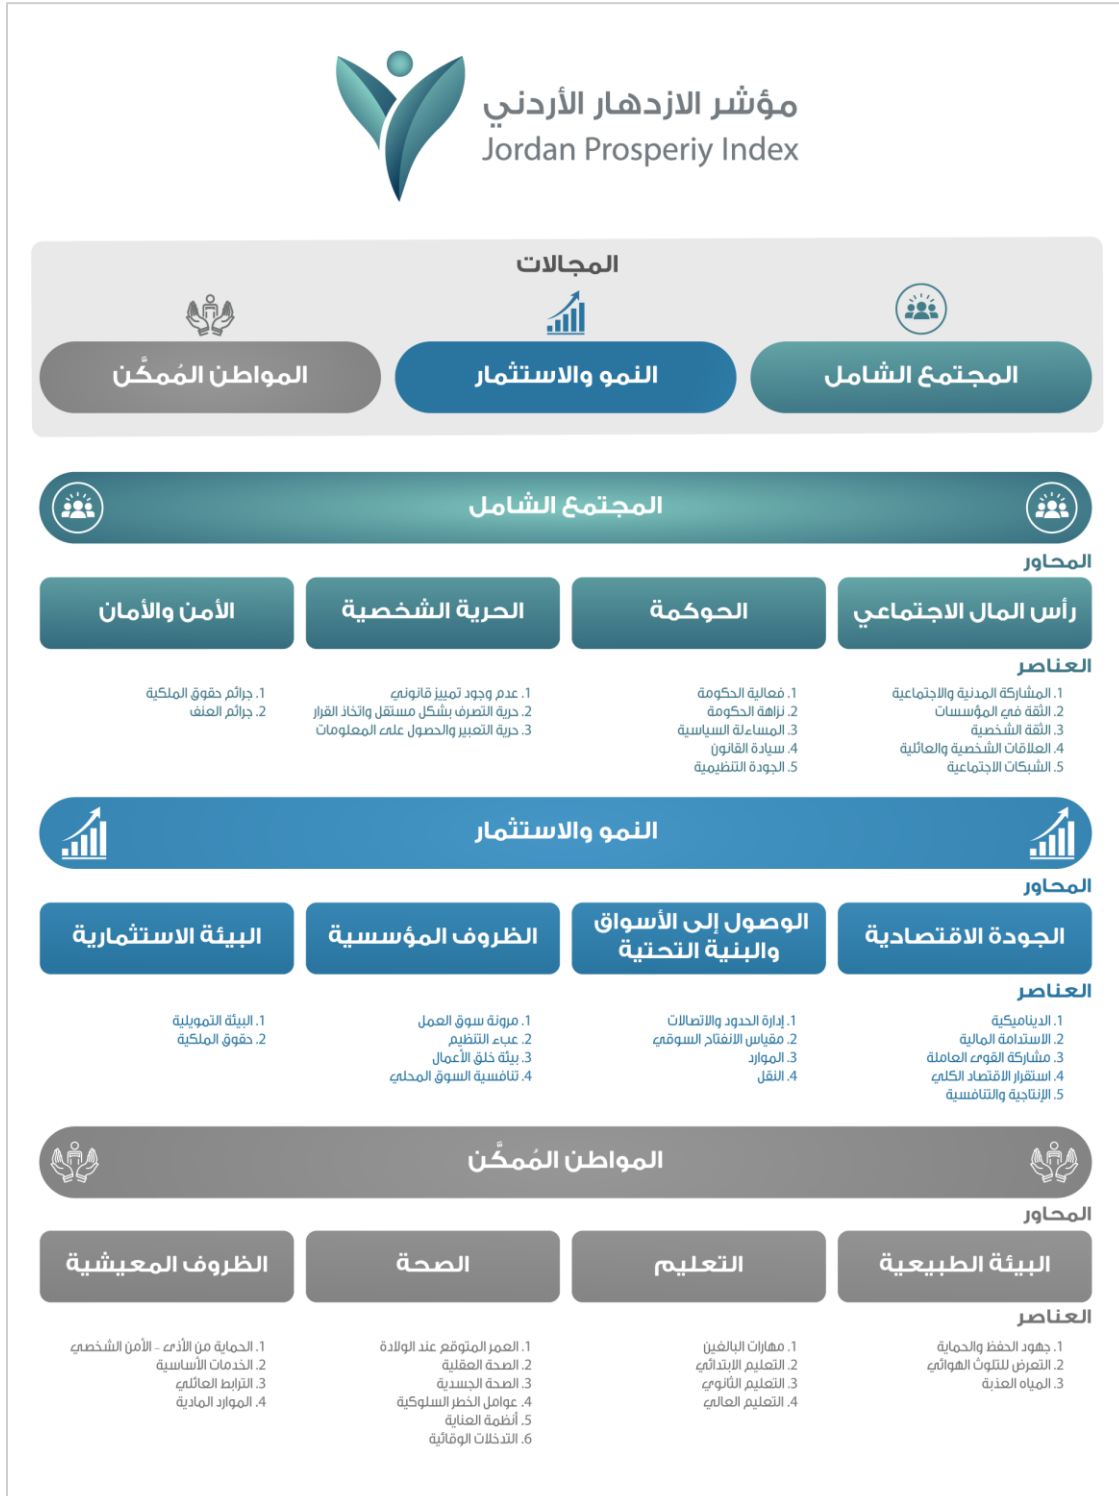 مؤشر الازدهار الأردني
Jordan Prosperiy Index
المجالات
المجتمع الشامل
النمو والاستثمار
المواطن المُمكَّن
المجتمع الشامل
المحاور
رأس المال الاجتماعي
الحوكمة
الحرية الشخصية
الأمن والأمان
العناصر
1. المشاركة المدنية والاجتماعية
2. الثقة في المؤسسات
3. الثقة الشخصية
4. العلاقات الشخصية والعائلية
5. الشبكات الاجتماعية
1. فعالية الحكومة
2. نزاهة الحكومة
3. المساءلة السياسية
4. سيادة القانون
5. الجودة التنظيمية
1. عدم وجود تمييز قانوني
2. حرية التصرف بشكل مستقل واتخاذ القرار
3. حرية التعبير والحصول على المعلومات
1. جرائم حقوق الملكية
2. جرائم العنف
النمو والاستثمار
المحاور
الجودة الاقتصادية
الوصول إلى الأسواق
والبنية التحتية
الظروف المؤسسية
البيئة الاستثمارية
العناصر
1. الديناميكية
2. الاستدامة المالية
3. مشاركة القوى العاملة
4. استقرار الاقتصاد الكلي
5. الإنتاجية والتنافسية
1. إدارة الحدود والاتصالات
2. مقياس الانفتاح السوقي
3. الموارد
4. النقل
1. مرونة سوق العمل
2. عبء التنظيم
3. بيئة خلق الأعمال
4. تنافسية السوق المحلي
1. البيئة التمويلية
2. حقوق الملكية
المواطن المُمكَّن
المحاور
البيئة الطبيعية
التعليم
الصحة
الظروف المعيشية
العناصر
1. جهود الحفظ والحماية
2. التعرض للتلوث الهوائي
3. المياه العذبة
1. مهارات البالغين
2. التعليم الابتدائي
3. التعليم الثانوي
4. التعليم العالي
1. العمر المتوقع عند الولادة
2. الصحة العقلية
3. الصحة الجسدية
4. عوامل الخطر السلوكية
5. أنظمة العناية
6. التدخلات الوقائية
1. الحماية من الأذى - الأمن الشخصي
2. الخدمات الأساسية
3. الترابط العائلي
4. الموارد المادية